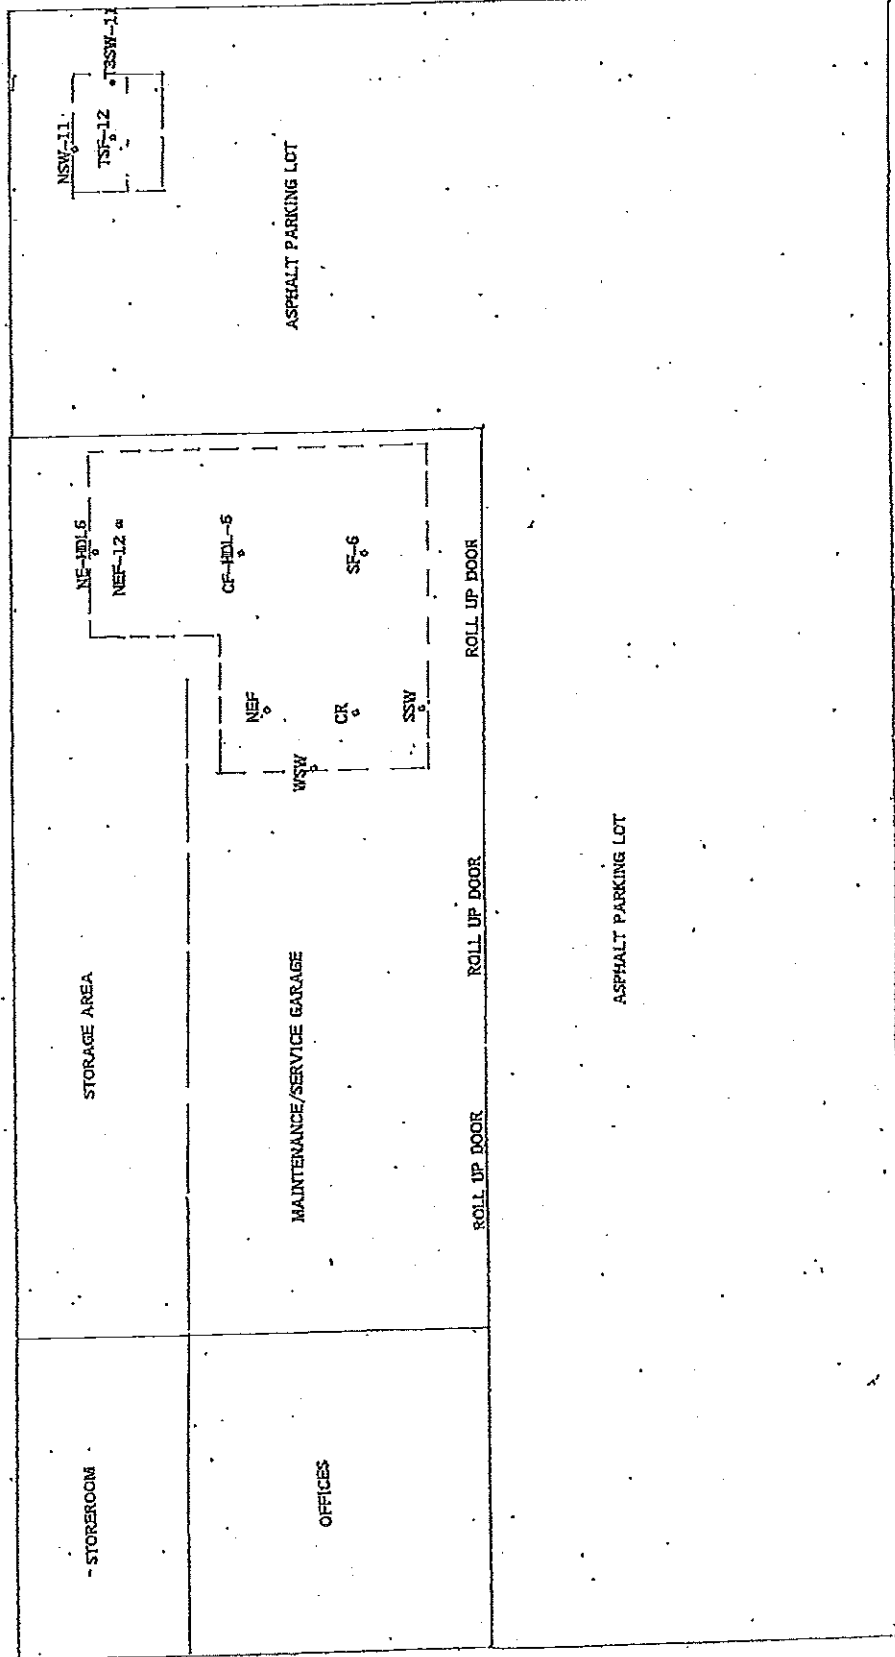 NSW-11
TSF-12
ASPHALT PARKING LOT
NE-HDL6
NEF-12
CF-HDL-5
SF-6
NEF
CR
SSW
WSW
ROLL UP DOOR
STORAGE AREA
MAINTENANCE/SERVICE GARAGE
ROLL UP DOOR
ROLL UP DOOR
ASPHALT PARKING LOT
STOREROOM
OFFICES